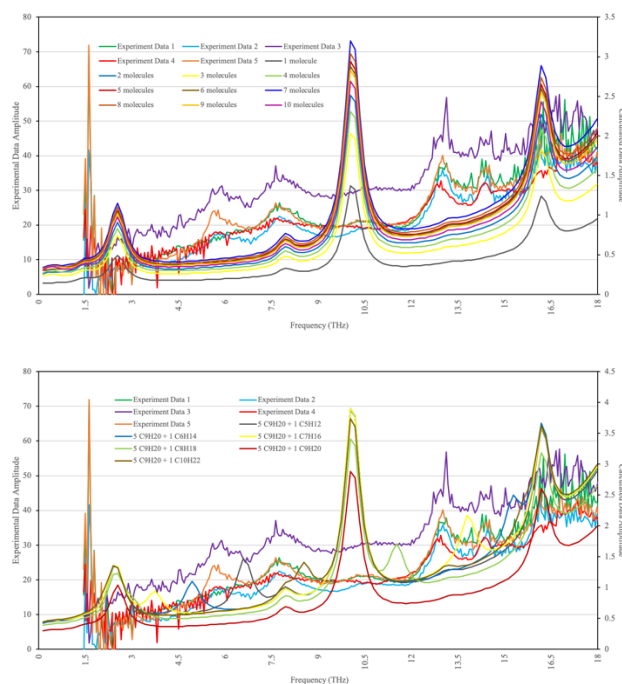 80
70
60
50
40
30
20
10
0
Experimental Data Amplitude
Experiment Data 1 Experiment Data 2 Experiment Data 3
Experiment Data 4 Experiment Data 5 1 molecule
2 molecules 3 molecules 4 molecules
5 molecules 6 molecules 7 molecules
8 molecules 9 molecules 10 molecules
3.5
3
2.5
2
1.5
1
0.5
0
0 1.5 3 4.5 6 7.5 9 10.5 12 13.5 15 16.5 18
Frequency (THz)
80
70
60
50
40
30
20
10
0
Experimental Data Amplitude
Experiment Data 1 Experiment Data 2
Experiment Data 3 Experiment Data 4
Experiment Data 5 5 C9H20 + 1 C5H12
5 C9H20 + 1 C6H14 5 C9H20 + 1 C7H16
5 C9H20 + 1 C8H18 5 C9H20 + 1 C9H20
5 C9H20 + 1 C10H22
4.5
4
3.5
3
2.5
2
1.5
1
0.5
0
0 1.5 3 4.5 6 7.5 9 10.5 12 13.5 15 16.5 18
Frequency (THz)